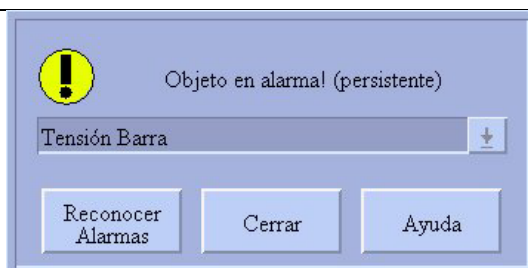 Objeto en alarma! (persistente)
Tensión Barra
Reconocer
Alarmas
Cerrar
Ayuda